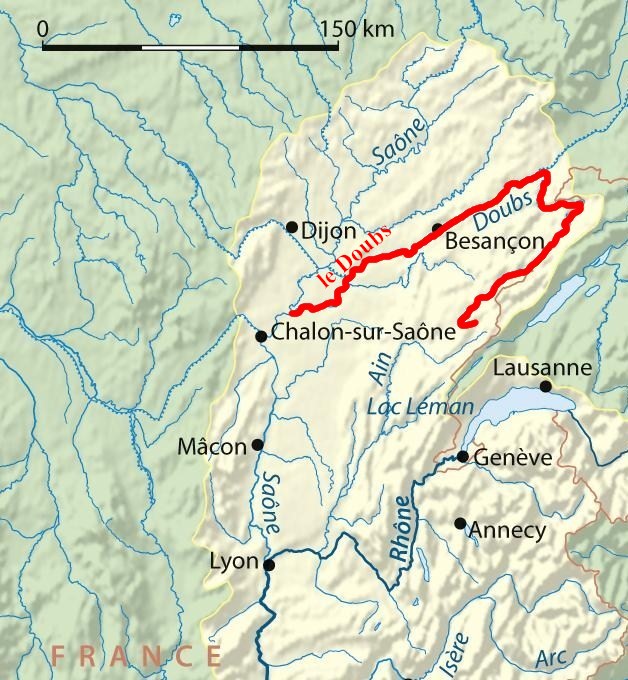 0 150 km
Saône
Dijon
Doubs
le Doubs
Besançon
Chalon-sur-Saône
Ain
Lausanne
Lac Léman
Mâcon
Genève
Saône
Rhône
Annecy
Lyon
Isère
Arc
FRANCE